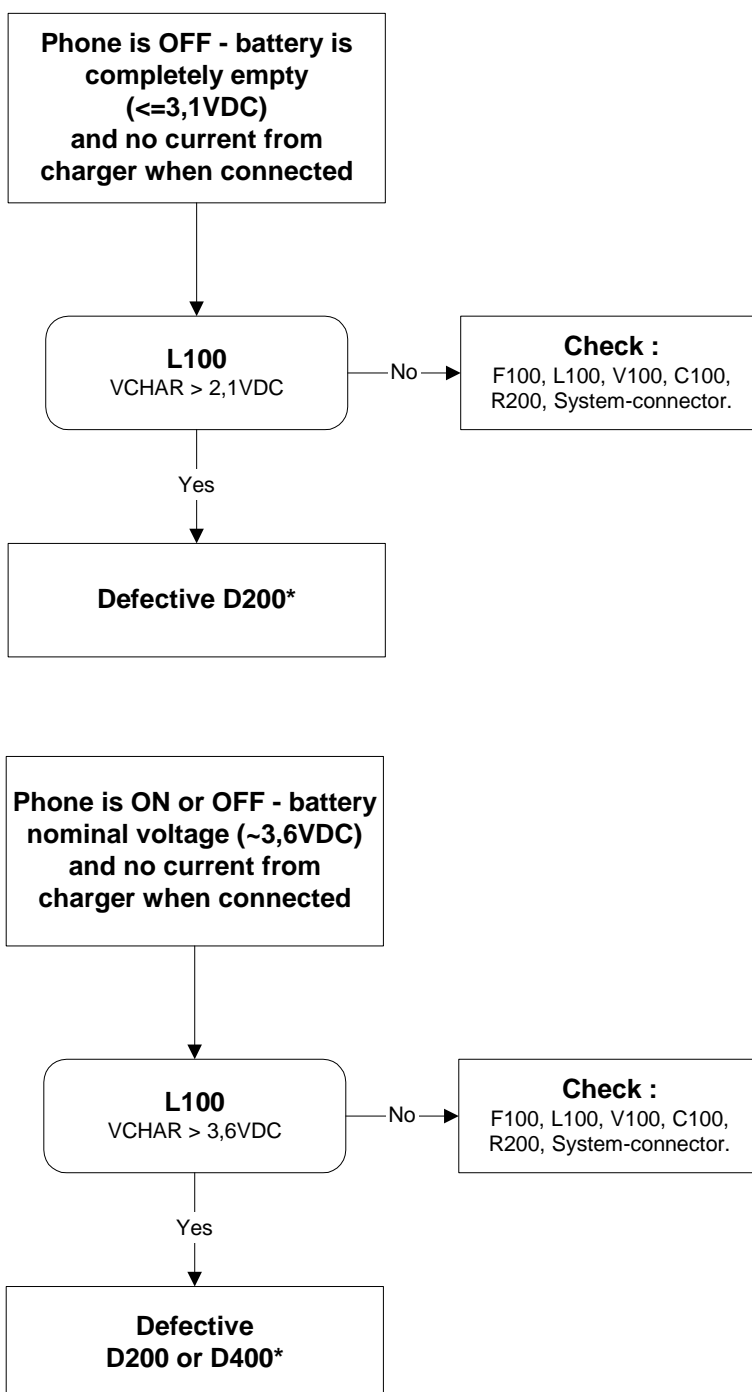 Phone is OFF - battery is
completely empty
(<=3,1VDC)
and no current from
charger when connected
L100
VCHAR > 2,1VDC
No
Check :
F100, L100, V100, C100,
R200, System-connector.
Yes
Defective D200*
Phone is ON or OFF - battery
nominal voltage (~3,6VDC)
and no current from
charger when connected
L100
VCHAR > 3,6VDC
No
Check :
F100, L100, V100, C100,
R200, System-connector.
Yes
Defective
D200 or D400*